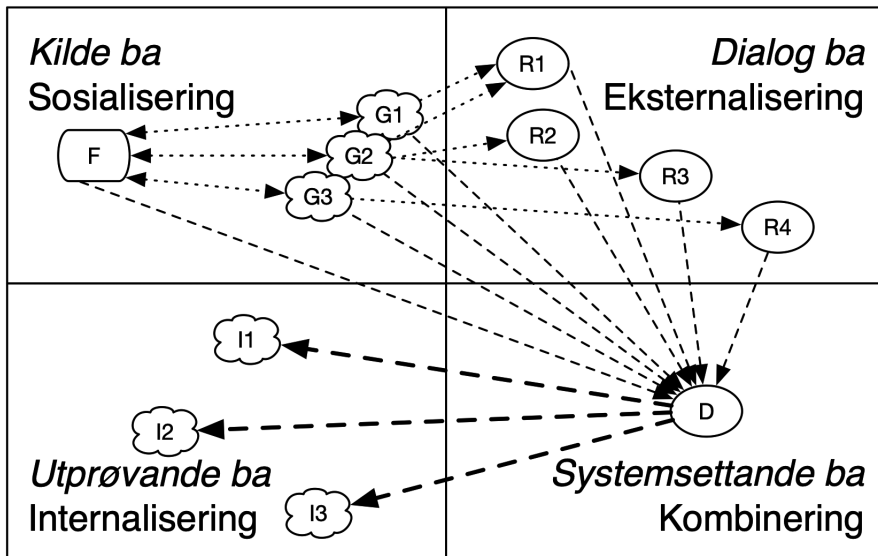 Kilde ba
Sosialisering
F
G1
G2
G3
R1
R2
R3
R4
Dialog ba
Eksternalisering
I1
I2
I3
Utprøvande ba
Internalisering
D
Systemsettande ba
Kombinering